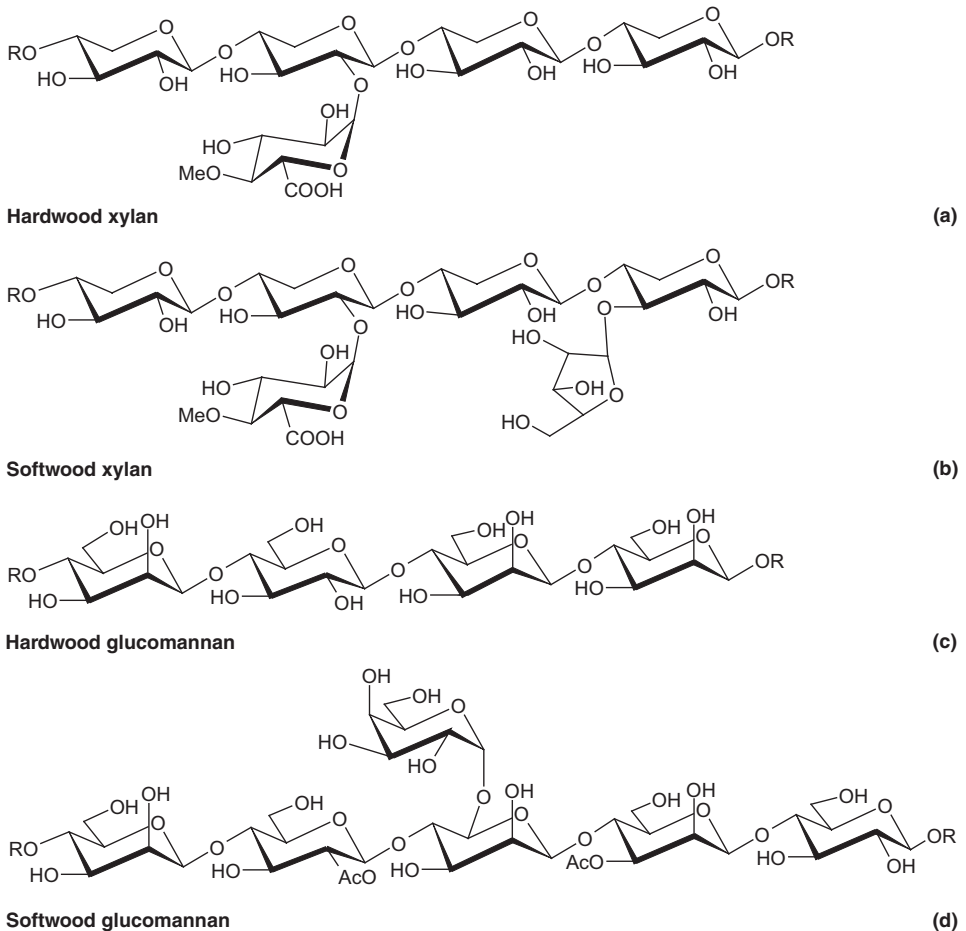 O O O O
RO O O O OR
HO OH HO HO OH HO OH
O
OH
HO
MeO O
COOH
Hardwood xylan (a)
O O O O
RO O O O OR
HO OH HO HO OH O OH
O
OH HO
HO OH O
MeO O HO
COOH
Softwood xylan (b)
OH OH OH OH OH OH OH
O O O O
RO O O O OR
HO HO OH HO HO
Hardwood glucomannan (c)
OH
OH
O
HO
HO
O
OH OH OH OH OH OH OH
O O O O O
RO O O O O OR
HO HO AcO HO AcO HO OH
Softwood glucomannan (d)